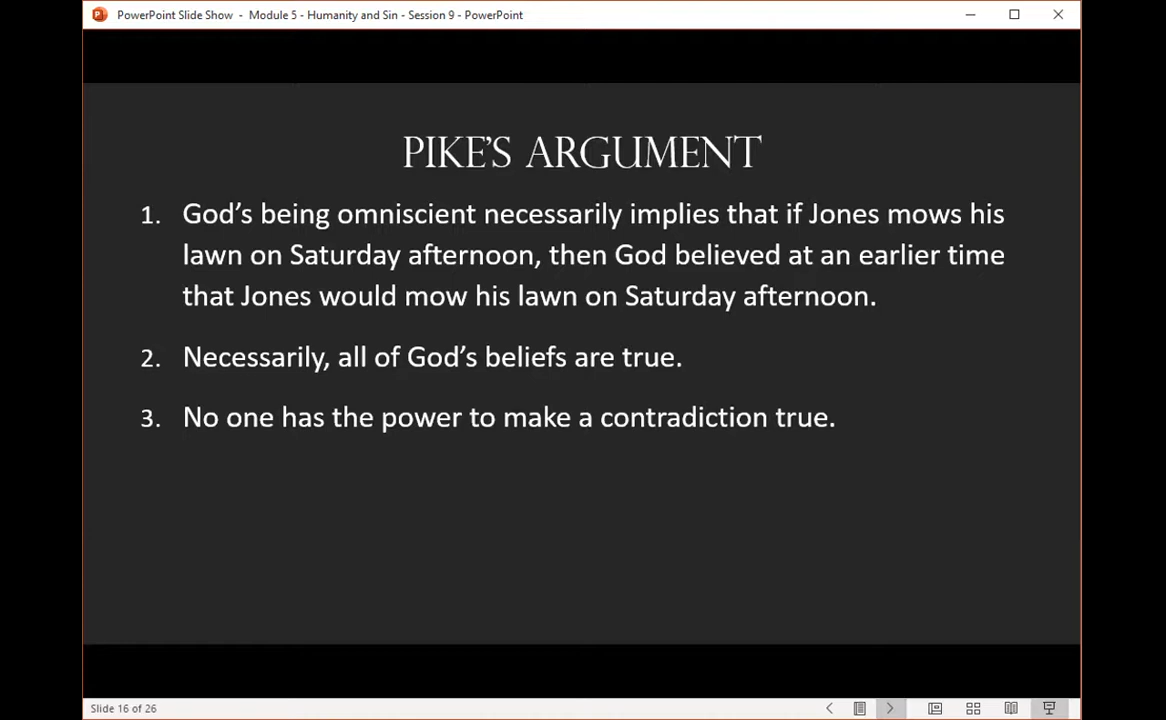 PowerPoint Slide Show - Module 5 - Humanity and Sin - Session 9 - PowerPoint
PIKE'S ARGUMENT
1. God's being omniscient necessarily implies that if Jones mows his
lawn on Saturday afternoon, then God believed at an earlier time
that Jones would mow his lawn on Saturday afternoon.
2. Necessarily, all of God's beliefs are true.
3. No one has the power to make a contradiction true.
Slide 16 of 26